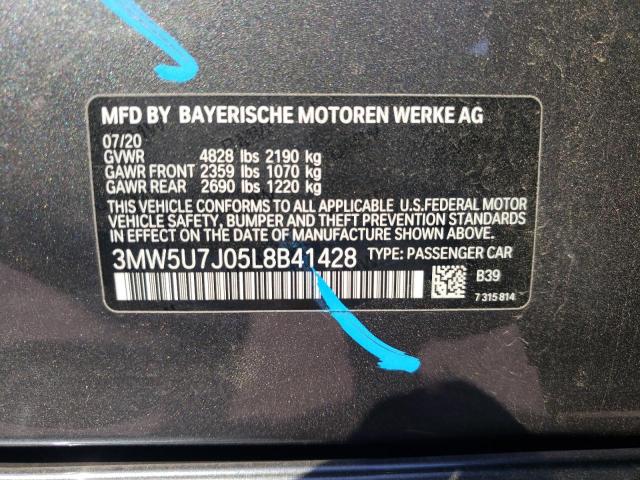 MFD BY BAYERISCHE MOTOREN WERKE AG
07/20
GVWR 4828 lbs 2190 kg
GAWR FRONT 2359 lbs 1070 kg
GAWR REAR 2690 lbs 1220 kg
THIS VEHICLE CONFORMS TO ALL APPLICABLE U.S.FEDERAL MOTOR
VEHICLE SAFETY, BUMPER AND THEFT PREVENTION STANDARDS
IN EFFECT ON THE DATE OF MANUFACTURE SHOWN ABOVE.
3MW5U7J05L8B41428 TYPE: PASSENGER CAR
B39
7 315 814